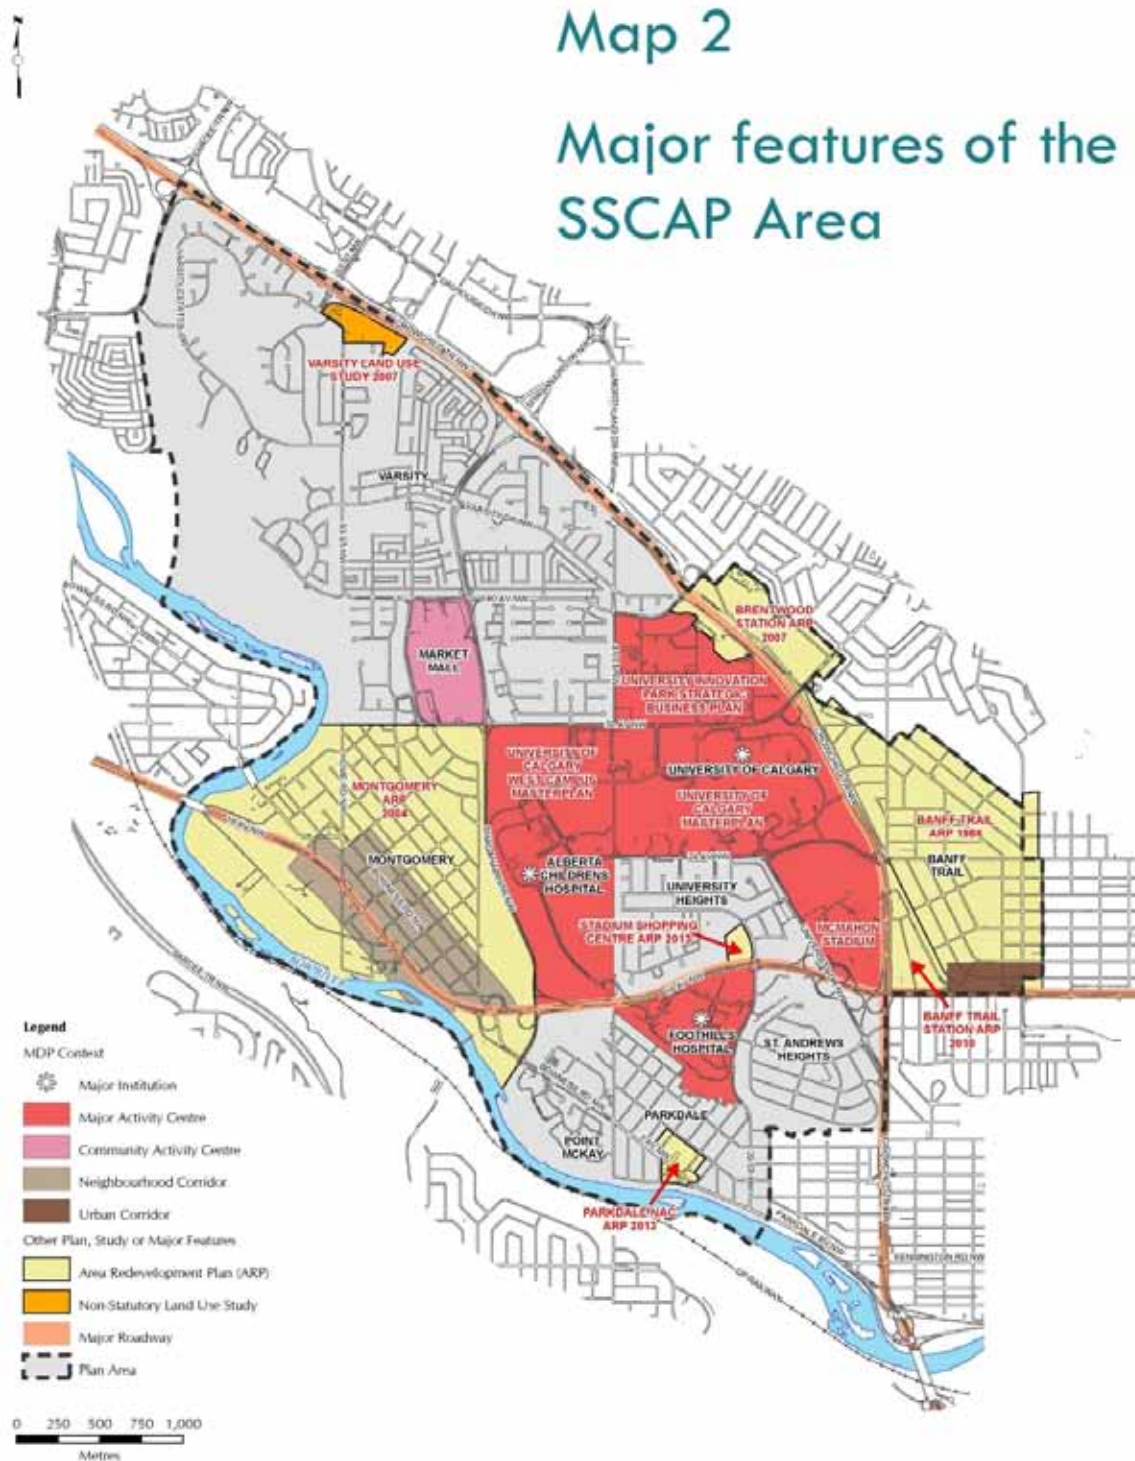 N
Map 2
Major features of the
SSCAP Area
VARSITY LAND USE
STUDY 2007
VARSITY
MARKET
MALL
BRENTWOOD
STATION ARP
2007
UNIVERSITY INNOVATION
PARK STRATEGIC
BUSINESS PLAN
UNIVERSITY OF
CALGARY
WEST CAMPUS
MASTERPLAN
UNIVERSITY OF CALGARY
UNIVERSITY OF
CALGARY
MASTERPLAN
MONTGOMERY
ARP
2004
MONTGOMERY
BANFF TRAIL
ARP 1986
BANFF
TRAIL
ALBERTA
CHILDRENS
HOSPITAL
UNIVERSITY
HEIGHTS
STADIUM SHOPPING
CENTRE ARP 2013
MCMAHON
STADIUM
BANFF TRAIL
STATION ARP
2010
FOOTHILLS
HOSPITAL
ST. ANDREWS
HEIGHTS
PARKDALE
POINT
MCKAY
PARKDALE NAC
ARP 2013
KENSINGTON RD NW
CP RAILWAY
Legend
MDP Context
Major Institution
Major Activity Centre
Community Activity Centre
Neighbourhood Corridor
Urban Corridor
Other Plan, Study or Major Features
Area Redevelopment Plan (ARP)
Non-Statutory Land Use Study
Major Roadway
Plan Area
0 250 500 750 1,000
Metres